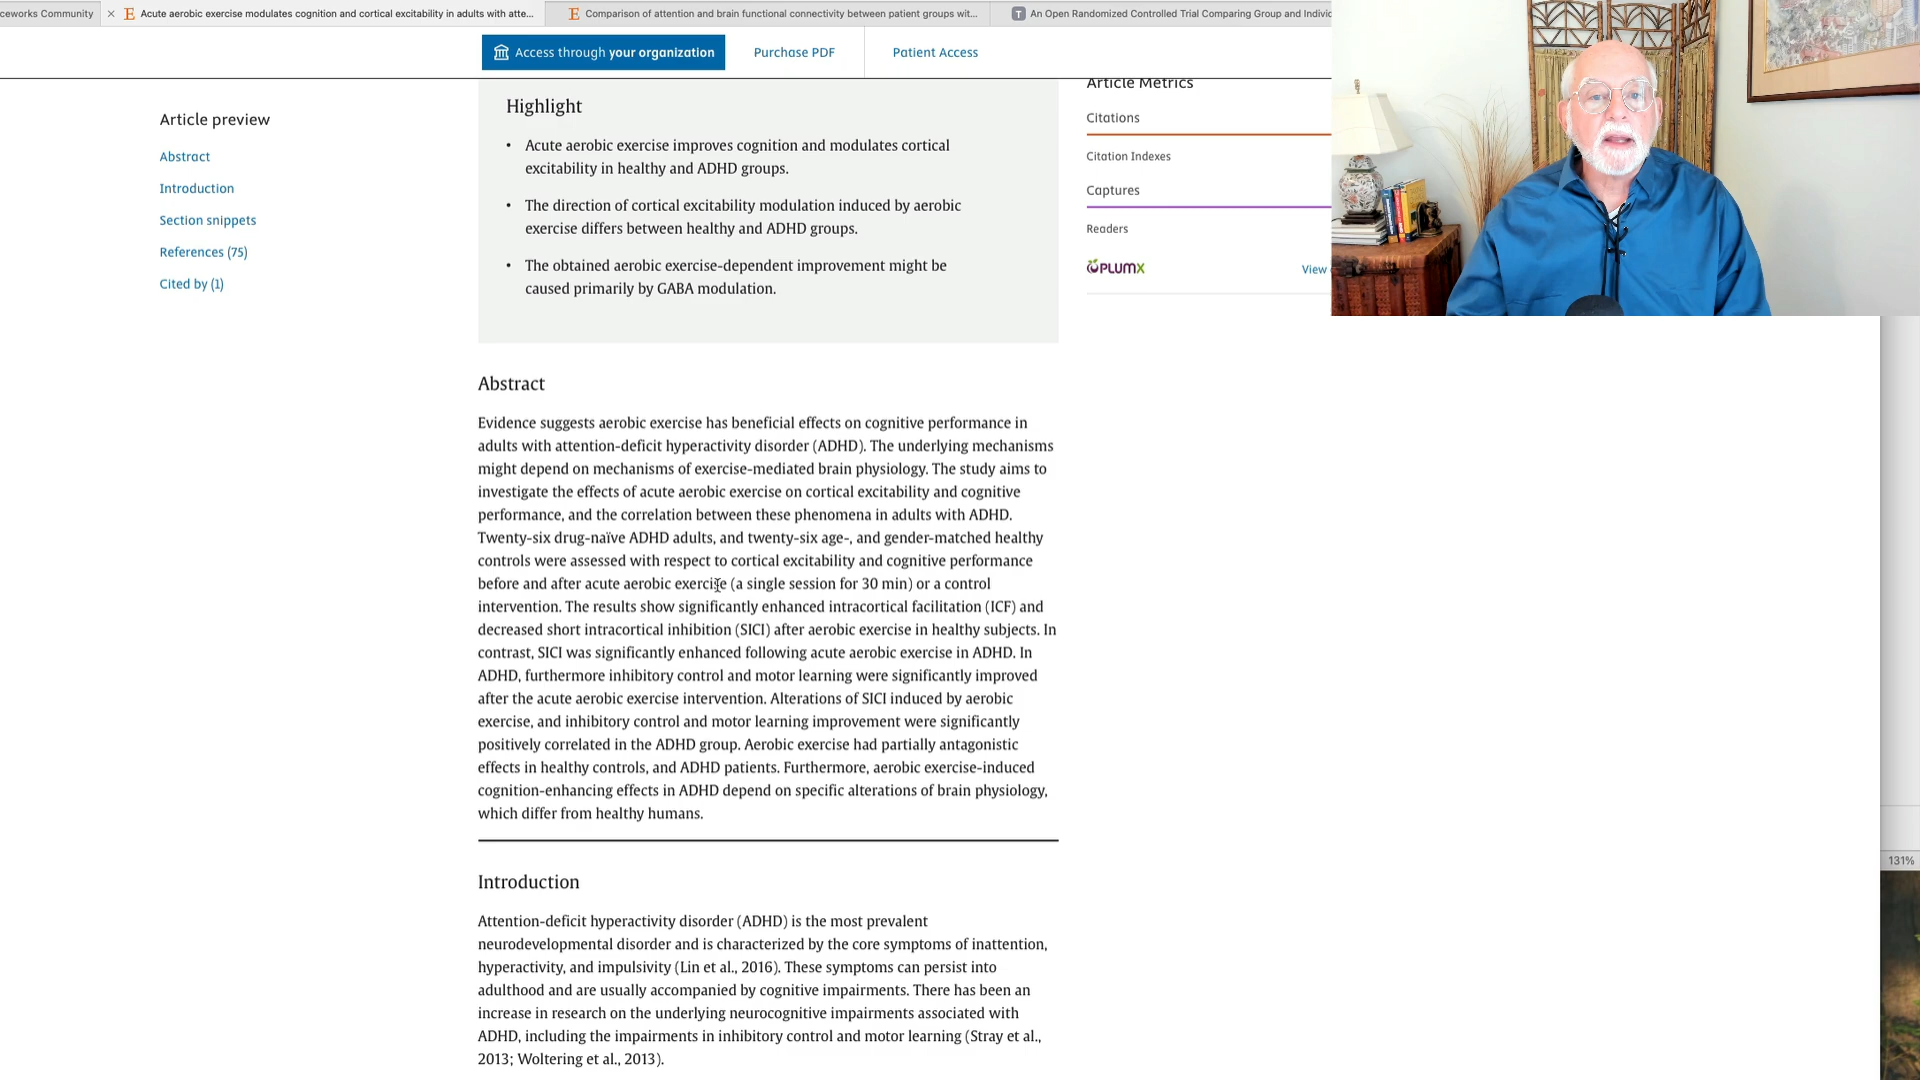 ceworks Community
Acute aerobic exercise modulates cognition and cortical excitability in adults with atte...
Comparison of attention and brain functional connectivity between patient groups wit...
An Open Randomized Controlled Trial Comparing Group and Indivi
Access through your organization
Purchase PDF
Patient Access
Article preview
Abstract
Introduction
Section snippets
References (75)
Cited by (1)
Highlight
• Acute aerobic exercise improves cognition and modulates cortical
excitability in healthy and ADHD groups.
• The direction of cortical excitability modulation induced by aerobic
exercise differs between healthy and ADHD groups.
• The obtained aerobic exercise-dependent improvement might be
caused primarily by GABA modulation.
Article Metrics
Citations
Citation Indexes
Captures
Readers
PLUMX
View
Abstract
Evidence suggests aerobic exercise has beneficial effects on cognitive performance in
adults with attention-deficit hyperactivity disorder (ADHD). The underlying mechanisms
might depend on mechanisms of exercise-mediated brain physiology. The study aims to
investigate the effects of acute aerobic exercise on cortical excitability and cognitive
performance, and the correlation between these phenomena in adults with ADHD.
Twenty-six drug-naïve ADHD adults, and twenty-six age-, and gender-matched healthy
controls were assessed with respect to cortical excitability and cognitive performance
before and after acute aerobic exercise (a single session for 30 min) or a control
intervention. The results show significantly enhanced intracortical facilitation (ICF) and
decreased short intracortical inhibition (SICI) after aerobic exercise in healthy subjects. In
contrast, SICI was significantly enhanced following acute aerobic exercise in ADHD. In
ADHD, furthermore inhibitory control and motor learning were significantly improved
after the acute aerobic exercise intervention. Alterations of SICI induced by aerobic
exercise, and inhibitory control and motor learning improvement were significantly
positively correlated in the ADHD group. Aerobic exercise had partially antagonistic
effects in healthy controls, and ADHD patients. Furthermore, aerobic exercise-induced
cognition-enhancing effects in ADHD depend on specific alterations of brain physiology,
which differ from healthy humans.
131%
Introduction
Attention-deficit hyperactivity disorder (ADHD) is the most prevalent
neurodevelopmental disorder and is characterized by the core symptoms of inattention,
hyperactivity, and impulsivity (Lin et al., 2016). These symptoms can persist into
adulthood and are usually accompanied by cognitive impairments. There has been an
increase in research on the underlying neurocognitive impairments associated with
ADHD, including the impairments in inhibitory control and motor learning (Stray et al.,
2013; Woltering et al., 2013).